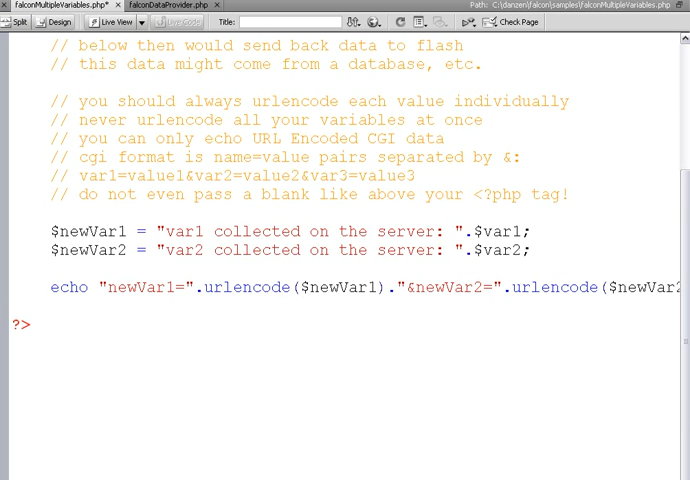 falconMultipleVariables.php* × falconDataProvider.php × Path: C:\danzen\falcon\samples\falconMultipleVariables.php
Split Design Live View Live Code Title: Check Page
// below then would send back data to flash
// this data might come from a database, etc.
// you should always urlencode each value individually
// never urlencode all your variables at once
// you can only echo URL Encoded CGI data
// cgi format is name=value pairs separated by &:
// var1=value1&var2=value2&var3=value3
// do not even pass a blank like above your <?php tag!
$newVar1 = "var1 collected on the server: ".$var1;
$newVar2 = "var2 collected on the server: ".$var2;
echo "newVar1=".urlencode($newVar1)."&newVar2=".urlencode($newVar2
?>